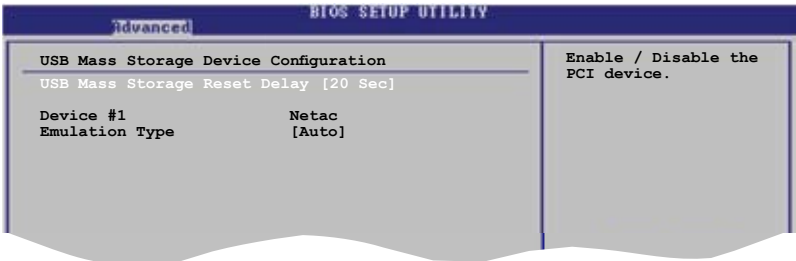 BIOS SETUP UTILITY
Advanced
USB Mass Storage Device Configuration
USB Mass Storage Reset Delay [20 Sec]
Device #1 Netac
Emulation Type [Auto]
Enable / Disable the
PCI device.